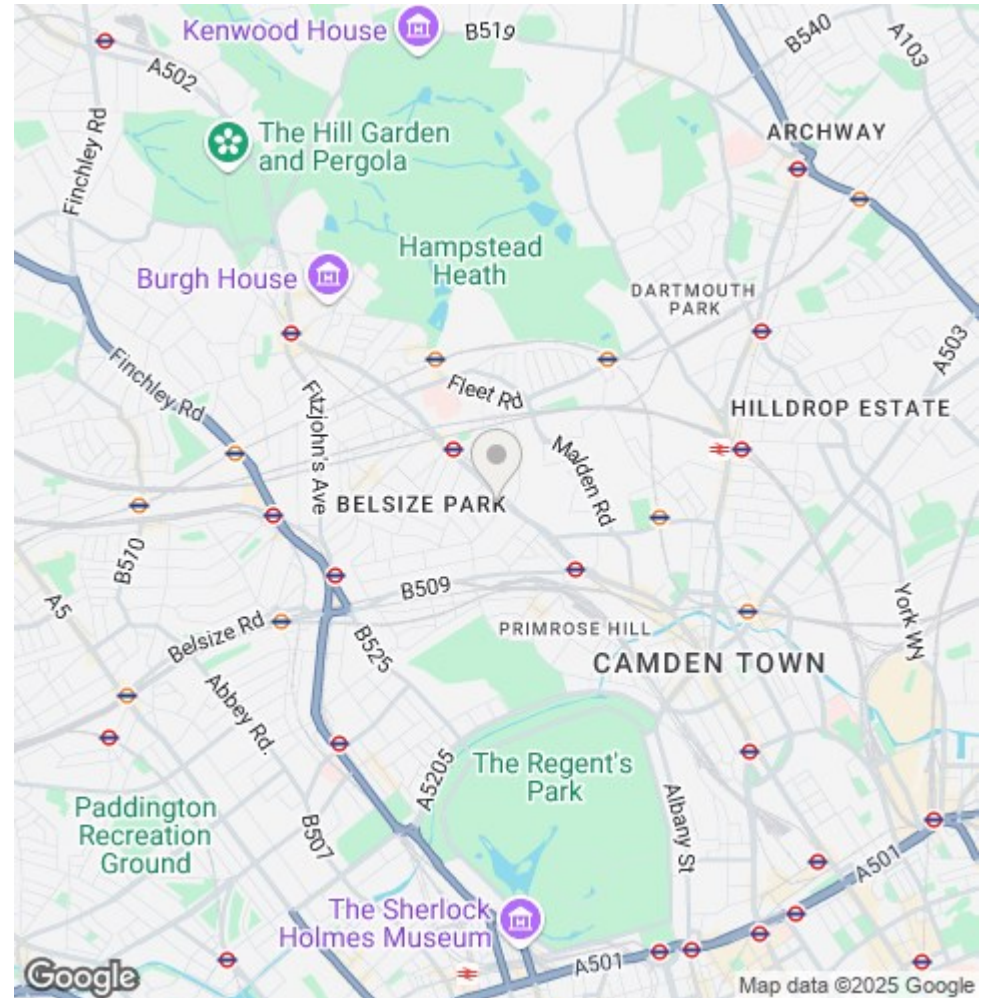 Kenwood House
B519
B540
A103
A502
Finchley Rd
The Hill Garden
and Pergola
ARCHWAY
Hampstead
Heath
Burgh House
DARTMOUTH
PARK
A503
Finchley Rd
Fitzjohn's Ave
Fleet Rd
HILLDROP ESTATE
Malden Rd
BELSIZE PARK
B570
A5
B509
York Wy
Belsize Rd
B525
PRIMROSE HILL
CAMDEN TOWN
Abbey Rd.
A5205
The Regent's
Park
Albany St
Paddington
Recreation
Ground
B507
A501
The Sherlock
Holmes Museum
A501
Google
Map data ©2025 Google